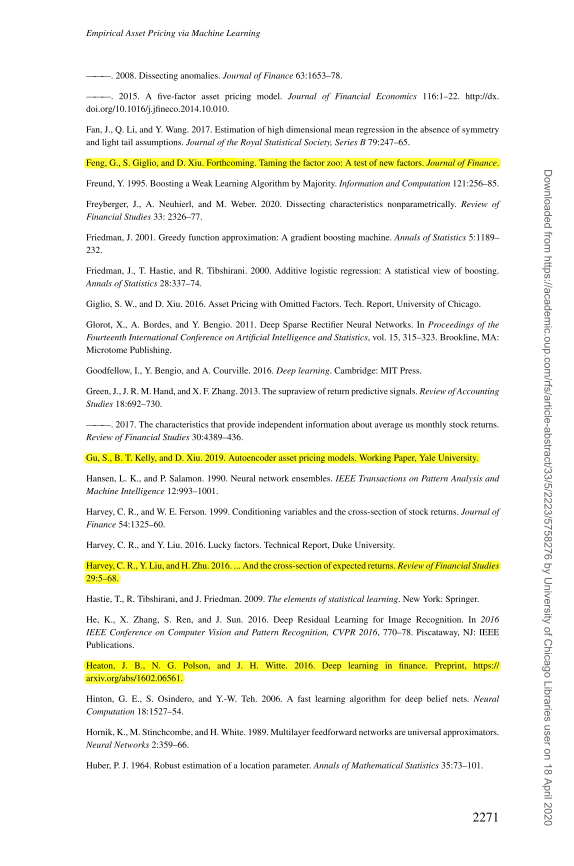 Empirical Asset Pricing via Machine Learning
———. 2008. Dissecting anomalies. Journal of Finance 63:1653–78.
———. 2015. A five-factor asset pricing model. Journal of Financial Economics 116:1–22. http://dx.
doi.org/10.1016/j.jfineco.2014.10.010.
Fan, J., Q. Li, and Y. Wang. 2017. Estimation of high dimensional mean regression in the absence of symmetry
and light tail assumptions. Journal of the Royal Statistical Society, Series B 79:247–65.
Feng, G., S. Giglio, and D. Xiu. Forthcoming. Taming the factor zoo: A test of new factors. Journal of Finance.
Freund, Y. 1995. Boosting a Weak Learning Algorithm by Majority. Information and Computation 121:256–85.
Freyberger, J., A. Neuhierl, and M. Weber. 2020. Dissecting characteristics nonparametrically. Review of
Financial Studies 33: 2326–77.
Friedman, J. 2001. Greedy function approximation: A gradient boosting machine. Annals of Statistics 5:1189–
232.
Friedman, J., T. Hastie, and R. Tibshirani. 2000. Additive logistic regression: A statistical view of boosting.
Annals of Statistics 28:337–74.
Giglio, S. W., and D. Xiu. 2016. Asset Pricing with Omitted Factors. Tech. Report, University of Chicago.
Glorot, X., A. Bordes, and Y. Bengio. 2011. Deep Sparse Rectifier Neural Networks. In Proceedings of the
Fourteenth International Conference on Artificial Intelligence and Statistics, vol. 15, 315–323. Brookline, MA:
Microtome Publishing.
Goodfellow, I., Y. Bengio, and A. Courville. 2016. Deep learning. Cambridge: MIT Press.
Green, J., J. R. M. Hand, and X. F. Zhang. 2013. The supraview of return predictive signals. Review of Accounting
Studies 18:692–730.
———. 2017. The characteristics that provide independent information about average us monthly stock returns.
Review of Financial Studies 30:4389–436.
Gu, S., B. T. Kelly, and D. Xiu. 2019. Autoencoder asset pricing models. Working Paper, Yale University.
Hansen, L. K., and P. Salamon. 1990. Neural network ensembles. IEEE Transactions on Pattern Analysis and
Machine Intelligence 12:993–1001.
Harvey, C. R., and W. E. Ferson. 1999. Conditioning variables and the cross-section of stock returns. Journal of
Finance 54:1325–60.
Harvey, C. R., and Y. Liu. 2016. Lucky factors. Technical Report, Duke University.
Harvey, C. R., Y. Liu, and H. Zhu. 2016. ... And the cross-section of expected returns. Review of Financial Studies
29:5–68.
Hastie, T., R. Tibshirani, and J. Friedman. 2009. The elements of statistical learning. New York: Springer.
He, K., X. Zhang, S. Ren, and J. Sun. 2016. Deep Residual Learning for Image Recognition. In 2016
IEEE Conference on Computer Vision and Pattern Recognition, CVPR 2016, 770–78. Piscataway, NJ: IEEE
Publications.
Heaton, J. B., N. G. Polson, and J. H. Witte. 2016. Deep learning in finance. Preprint, https://
arxiv.org/abs/1602.06561.
Hinton, G. E., S. Osindero, and Y.-W. Teh. 2006. A fast learning algorithm for deep belief nets. Neural
Computation 18:1527–54.
Hornik, K., M. Stinchcombe, and H. White. 1989. Multilayer feedforward networks are universal approximators.
Neural Networks 2:359–66.
Huber, P. J. 1964. Robust estimation of a location parameter. Annals of Mathematical Statistics 35:73–101.
2271
Downloaded from https://academic.oup.com/rfs/article-abstract/33/5/2223/5758276 by University of Chicago Libraries user on 18 April 2020